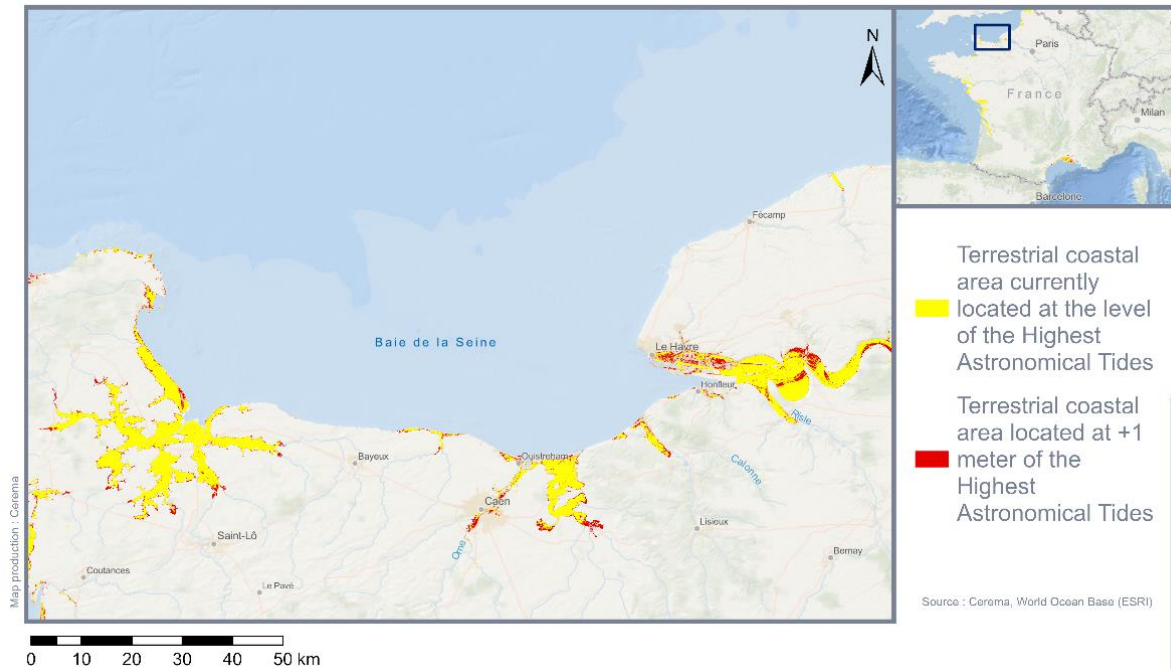 N
Paris
France
Milan
Barcelone
Fécamp
Baie de la Seine
Le Havre
Honfleur
Risle
Ouistreham
Bayeux
Calonne
Caen
Saint-Lô
Orne
Lisieux
Bernay
Coutances
Le Pavé
Terrestrial coastal
area currently
located at the level
of the Highest
Astronomical Tides
Terrestrial coastal
area located at +1
meter of the
Highest
Astronomical Tides
Source : Cerema, World Ocean Base (ESRI)
Map production : Cerema
0 10 20 30 40 50 km